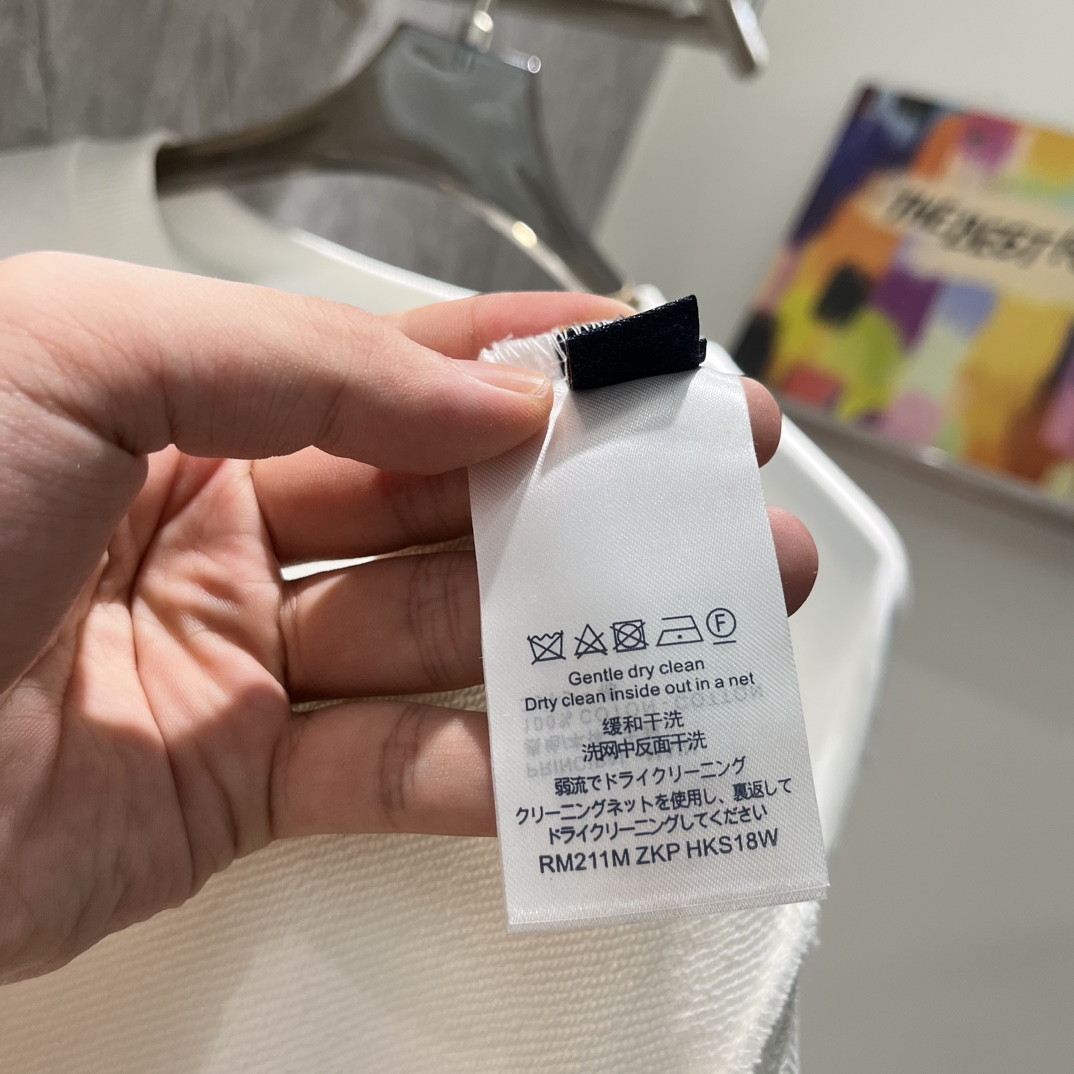 F
Gentle dry clean
Drty clean inside out in a net
缓和干洗
洗网中反面干洗
弱流でドライクリーニング
クリーニングネットを使用し、裏返して
ドライクリーニングしてください
RM211M ZKP HKS18W
THE BEST